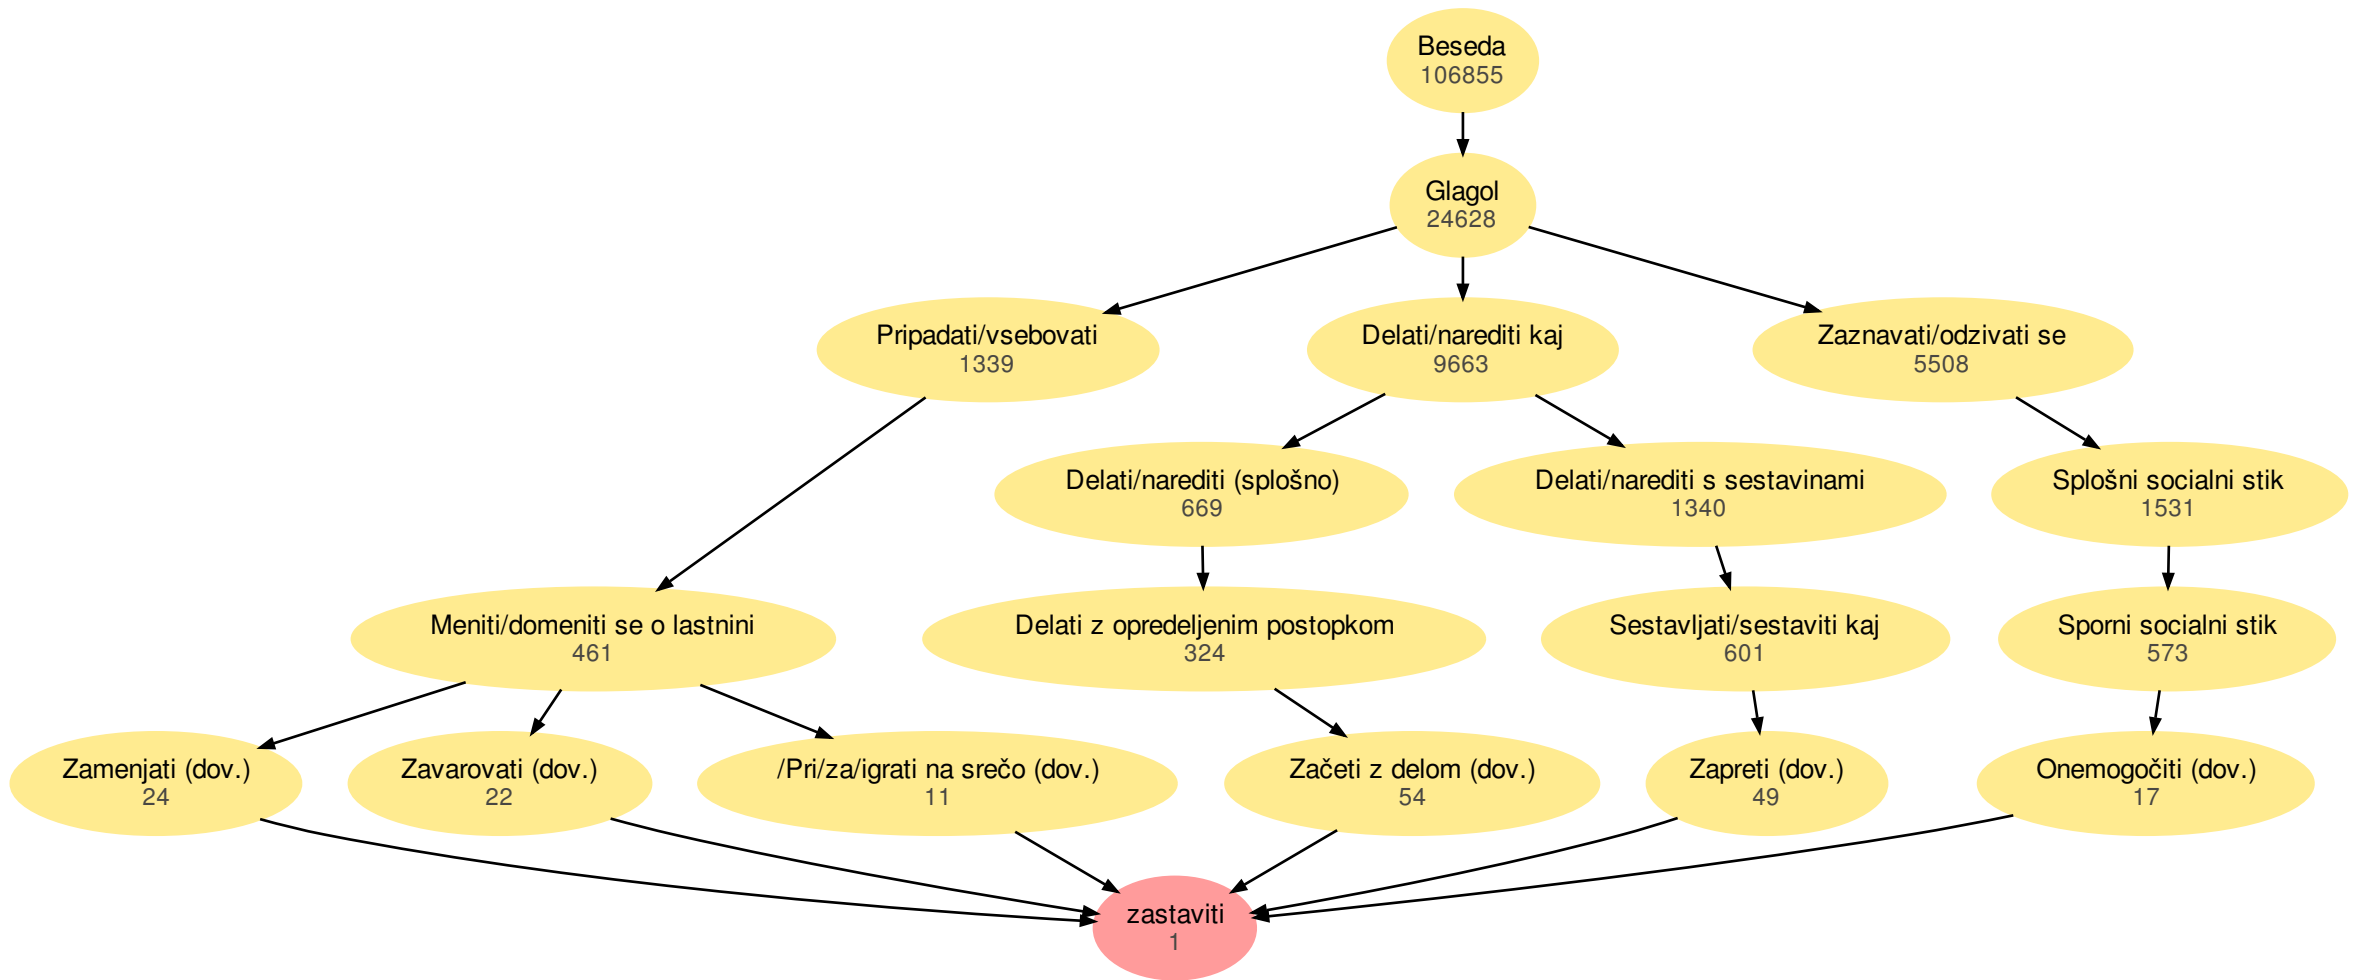 Beseda
106855
Glagol
24628
Pripadati/vsebovati
1339
Delati/narediti kaj
9663
Zaznavati/odzivati se
5508
Delati/narediti (splošno)
669
Delati/narediti s sestavinami
1340
Splošni socialni stik
1531
Meniti/domeniti se o lastnini
461
Delati z opredeljenim postopkom
324
Sestavljati/sestaviti kaj
601
Sporni socialni stik
573
Zamenjati (dov.)
24
Zavarovati (dov.)
22
/Pri/za/igrati na srečo (dov.)
11
Začeti z delom (dov.)
54
Zapreti (dov.)
49
Onemogočiti (dov.)
17
zastaviti
1